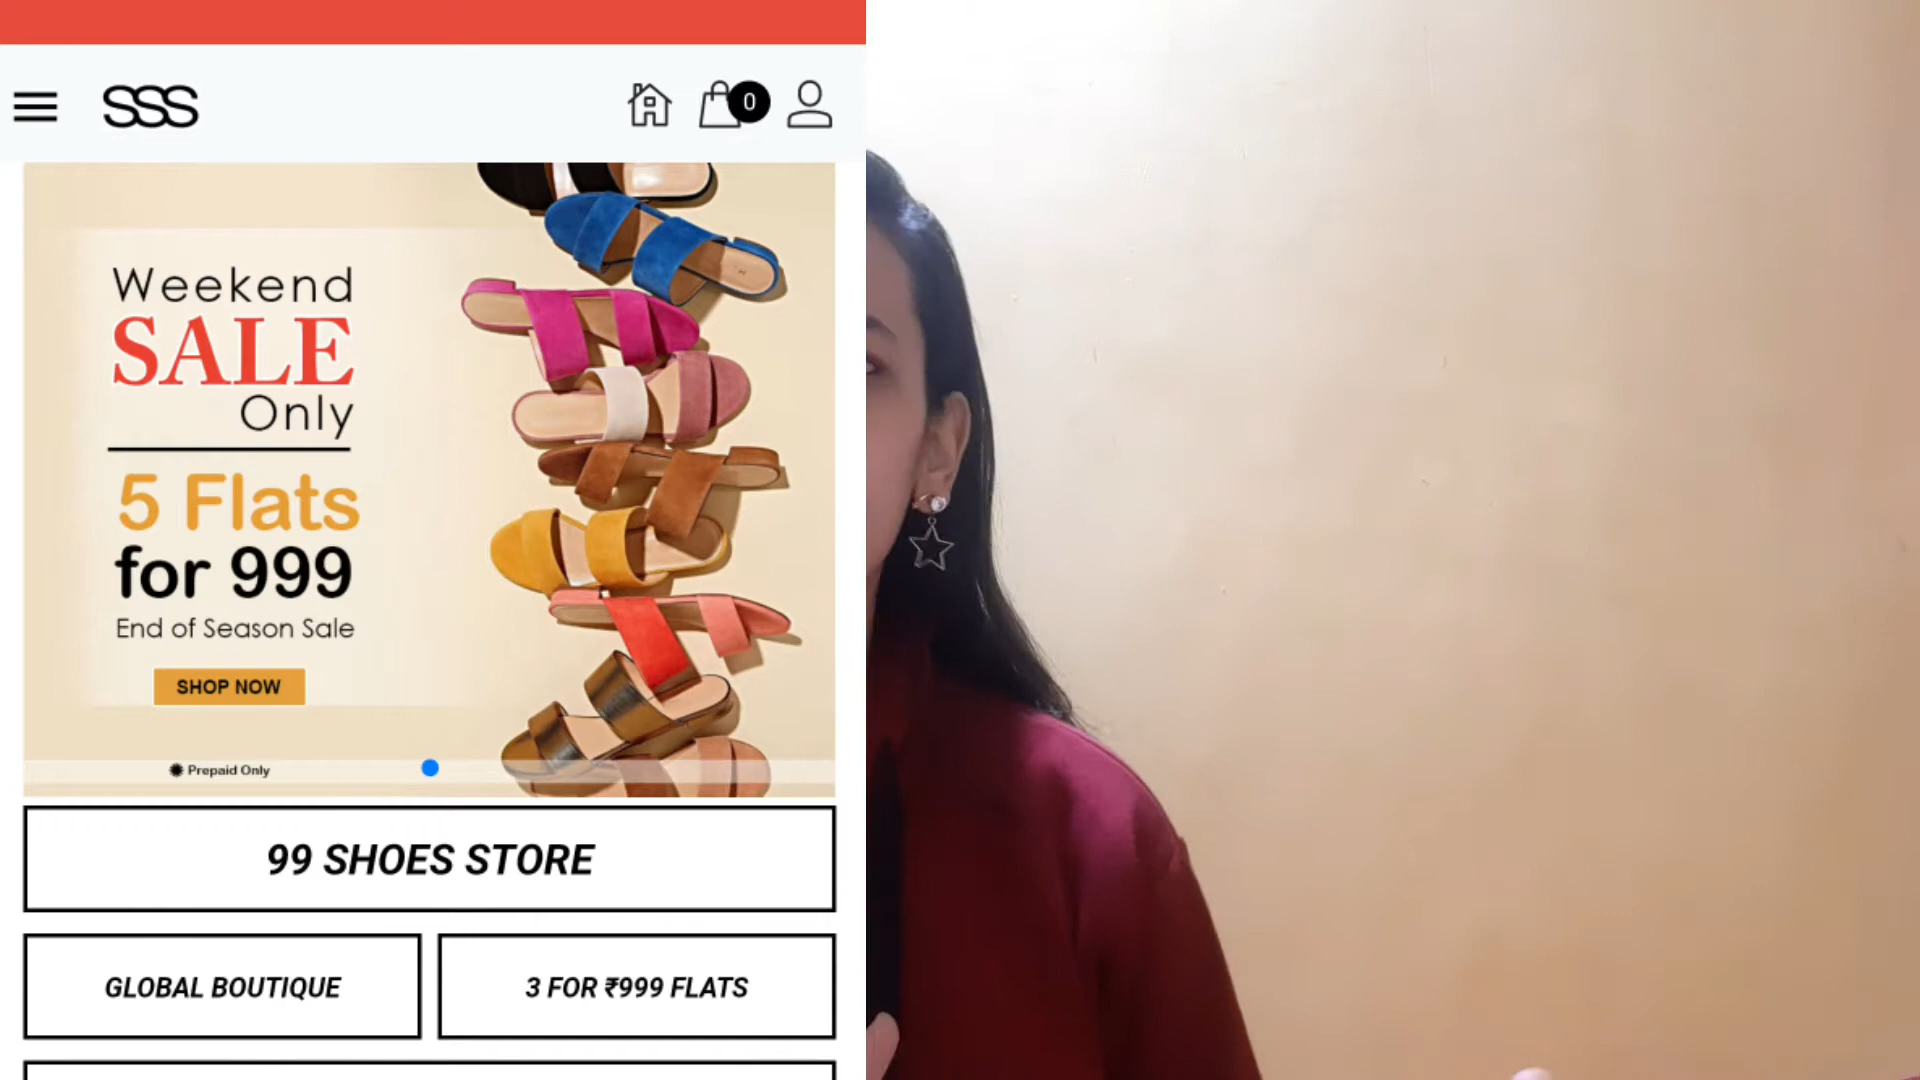 SSS
0
Weekend
SALE
Only
5 Flats
for 999
End of Season Sale
SHOP NOW
Prepaid Only
99 SHOES STORE
GLOBAL BOUTIQUE
3 FOR ₹999 FLATS